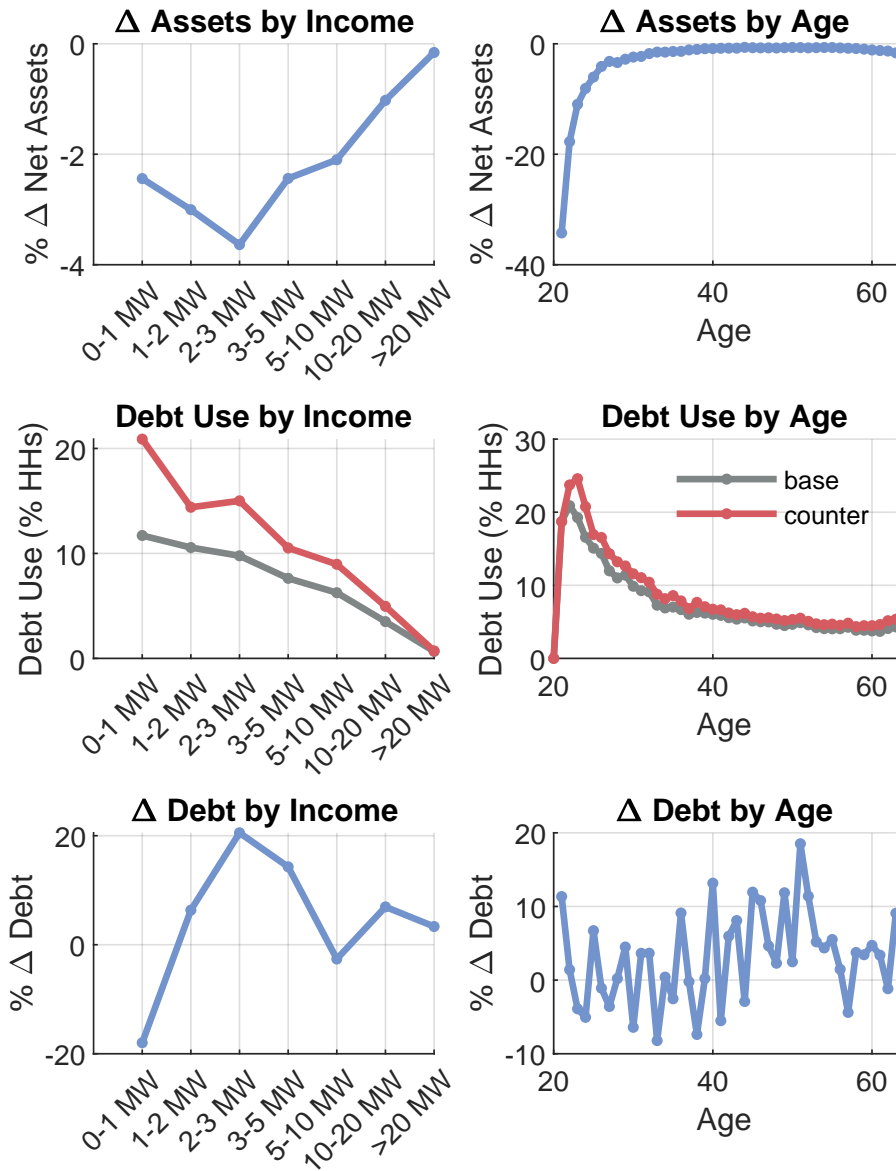 Δ Assets by Income
0
-2
-4
% Δ Net Assets
0-1 MW
1-2 MW
2-3 MW
3-5 MW
5-10 MW
10-20 MW
>20 MW
Δ Assets by Age
0
-20
-40
% Δ Net Assets
20
40
60
Age
Debt Use by Income
20
10
0
Debt Use (% HHs)
0-1 MW
1-2 MW
2-3 MW
3-5 MW
5-10 MW
10-20 MW
>20 MW
Debt Use by Age
30
20
10
0
Debt Use (% HHs)
base
counter
20
40
60
Age
Δ Debt by Income
20
0
-20
% Δ Debt
0-1 MW
1-2 MW
2-3 MW
3-5 MW
5-10 MW
10-20 MW
>20 MW
Δ Debt by Age
20
10
0
-10
% Δ Debt
20
40
60
Age